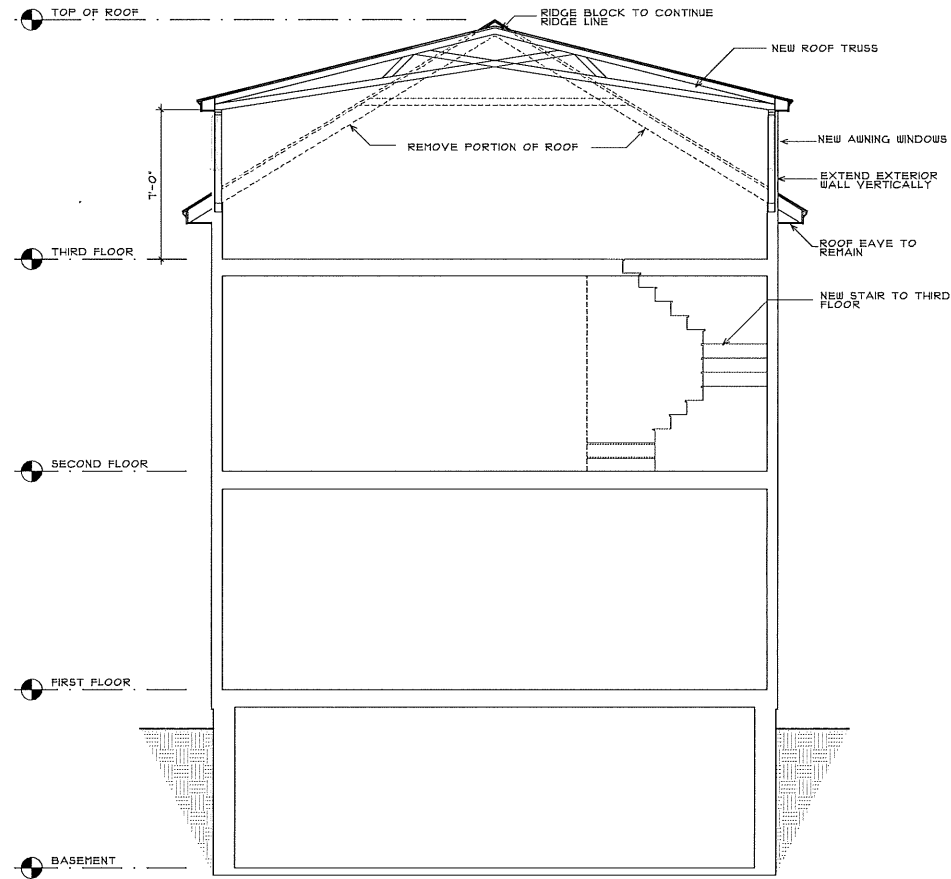 TOP OF ROOF
RIDGE BLOCK TO CONTINUE
RIDGE LINE
NEW ROOF TRUSS
NEW AWNING WINDOWS
REMOVE PORTION OF ROOF
EXTEND EXTERIOR
WALL VERTICALLY
7'-0"
ROOF EAVE TO
REMAIN
THIRD FLOOR
NEW STAIR TO THIRD
FLOOR
SECOND FLOOR
FIRST FLOOR
BASEMENT